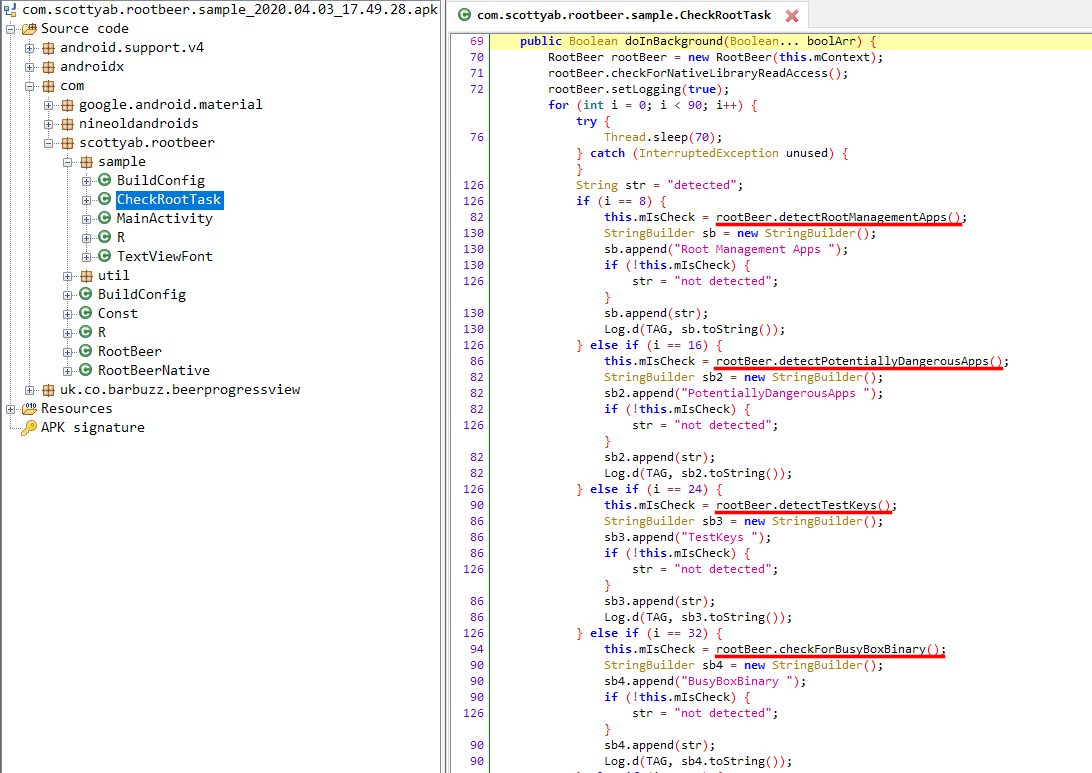 com.scottyab.rootbeer.sample_2020.04.03_17.49.28.apk
Source code
android.support.v4
androidx
com
google.android.material
nineoldandroids
scottyab.rootbeer
sample
BuildConfig
CheckRootTask
MainActivity
R
TextViewFont
util
BuildConfig
Const
R
RootBeer
RootBeerNative
uk.co.barbuzz.beerprogressview
Resources
APK signature
com.scottyab.rootbeer.sample.CheckRootTask
69 public Boolean doInBackground(Boolean... boolArr) {
70 RootBeer rootBeer = new RootBeer(this.mContext);
71 rootBeer.checkForNativeLibraryReadAccess();
72 rootBeer.setLogging(true);
for (int i = 0; i < 90; i++) {
try {
76 Thread.sleep(70);
} catch (InterruptedException unused) {
}
126 String str = "detected";
126 if (i == 8) {
82 this.mIsCheck = rootBeer.detectRootManagementApps();
130 StringBuilder sb = new StringBuilder();
130 sb.append("Root Management Apps ");
130 if (!this.mIsCheck) {
126 str = "not detected";
}
130 sb.append(str);
130 Log.d(TAG, sb.toString());
126 } else if (i == 16) {
86 this.mIsCheck = rootBeer.detectPotentiallyDangerousApps();
82 StringBuilder sb2 = new StringBuilder();
82 sb2.append("PotentiallyDangerousApps ");
82 if (!this.mIsCheck) {
126 str = "not detected";
}
82 sb2.append(str);
82 Log.d(TAG, sb2.toString());
126 } else if (i == 24) {
90 this.mIsCheck = rootBeer.detectTestKeys();
86 StringBuilder sb3 = new StringBuilder();
86 sb3.append("TestKeys ");
86 if (!this.mIsCheck) {
126 str = "not detected";
}
86 sb3.append(str);
86 Log.d(TAG, sb3.toString());
126 } else if (i == 32) {
94 this.mIsCheck = rootBeer.checkForBusyBoxBinary();
90 StringBuilder sb4 = new StringBuilder();
90 sb4.append("BusyBoxBinary ");
90 if (!this.mIsCheck) {
126 str = "not detected";
}
90 sb4.append(str);
90 Log.d(TAG, sb4.toString());